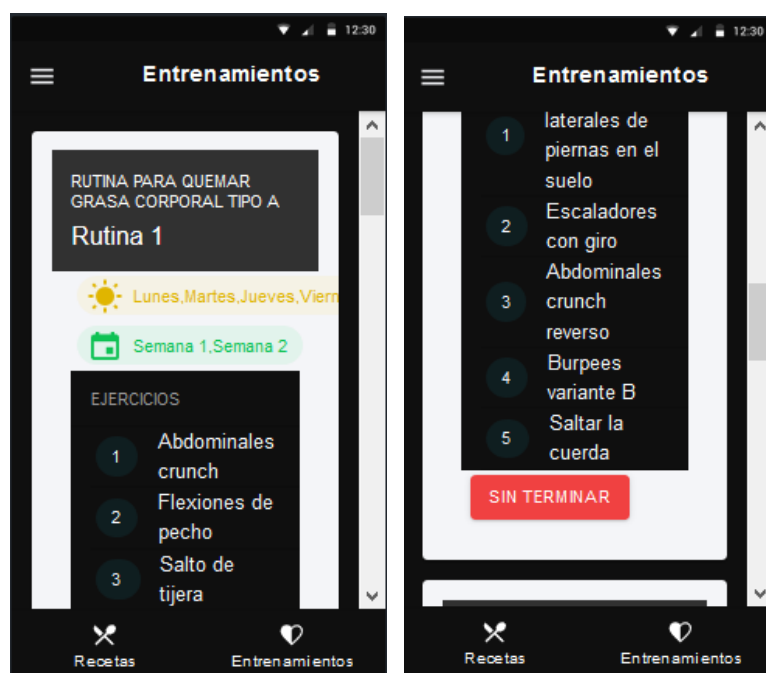 12:30
Entrenamientos
RUTINA PARA QUEMAR
GRASA CORPORAL TIPO A
Rutina 1
Lunes,Martes,Jueves,Viern
Semana 1,Semana 2
EJERCICIOS
1
Abdominales
crunch
2
Flexiones de
pecho
3
Salto de
tijera
Recetas
Entrenamientos
12:30
Entrenamientos
1
laterales de
piernas en el
suelo
2
Escaladores
con giro
3
Abdominales
crunch
reverso
4
Burpees
variante B
5
Saltar la
cuerda
SIN TERMINAR
Recetas
Entrenamientos